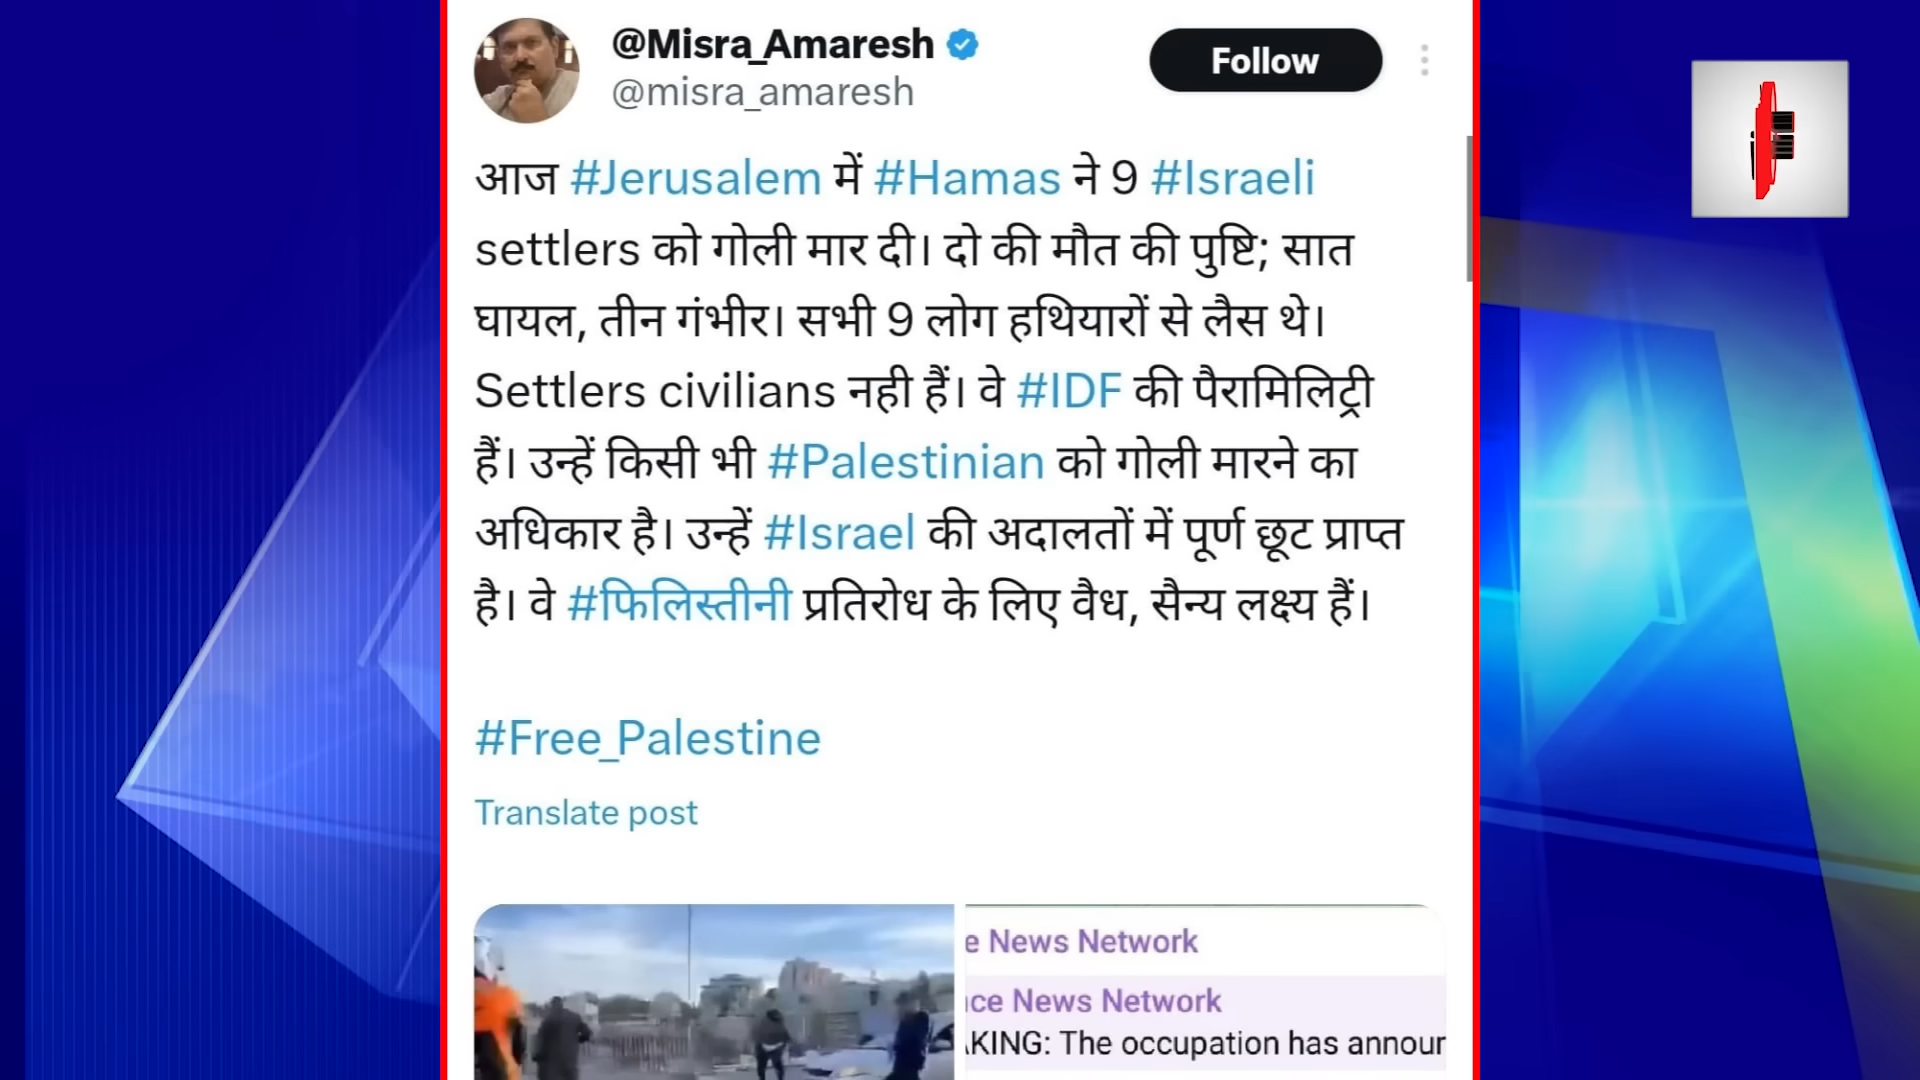 @Misra_Amaresh
@misra_amaresh
Follow
आज #Jerusalem में #Hamas ने 9 #Israeli
settlers को गोली मार दी। दो की मौत की पुष्टि; सात
घायल, तीन गंभीर। सभी 9 लोग हथियारों से लैस थे।
Settlers civilians नही हैं। वे #IDF की पैरामिलिट्री
हैं। उन्हें किसी भी #Palestinian को गोली मारने का
अधिकार है। उन्हें #Israel की अदालतों में पूर्ण छूट प्राप्त
है। वे #फिलिस्तीनी प्रतिरोध के लिए वैध, सैन्य लक्ष्य हैं।
#Free_Palestine
Translate post
e News Network
ce News Network
KING: The occupation has announ